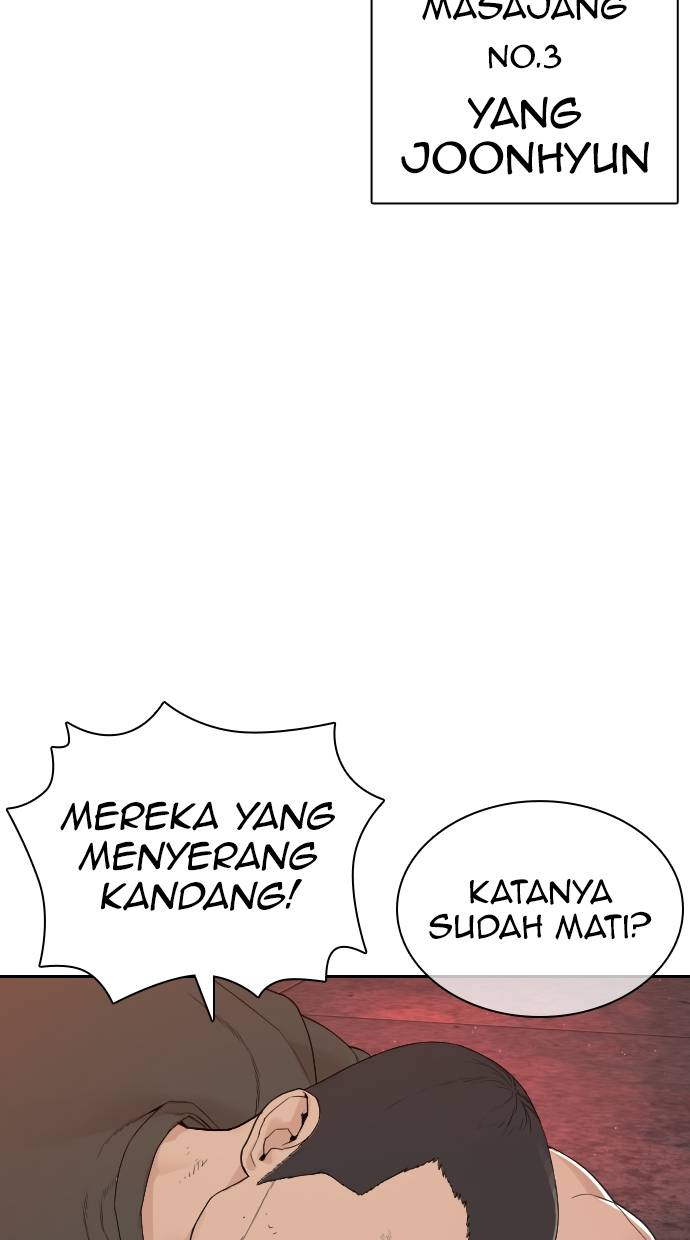 MASAJANG
NO.3
YANG
JOONHYUN
MEREKA YANG
MENYERANG
KANDANG!
KATANYA
SUDAH MATI?